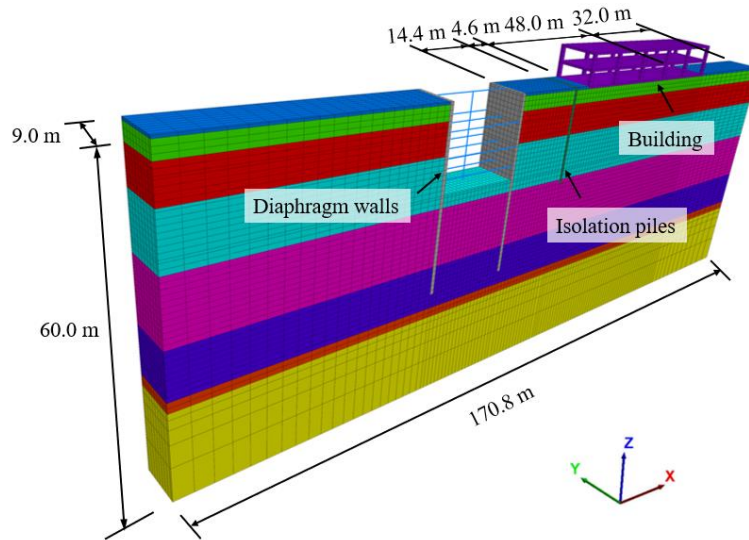 14.4 m
4.6 m
48.0 m
32.0 m
9.0 m
Building
Diaphragm walls
Isolation piles
60.0 m
170.8 m
Z
Y
X